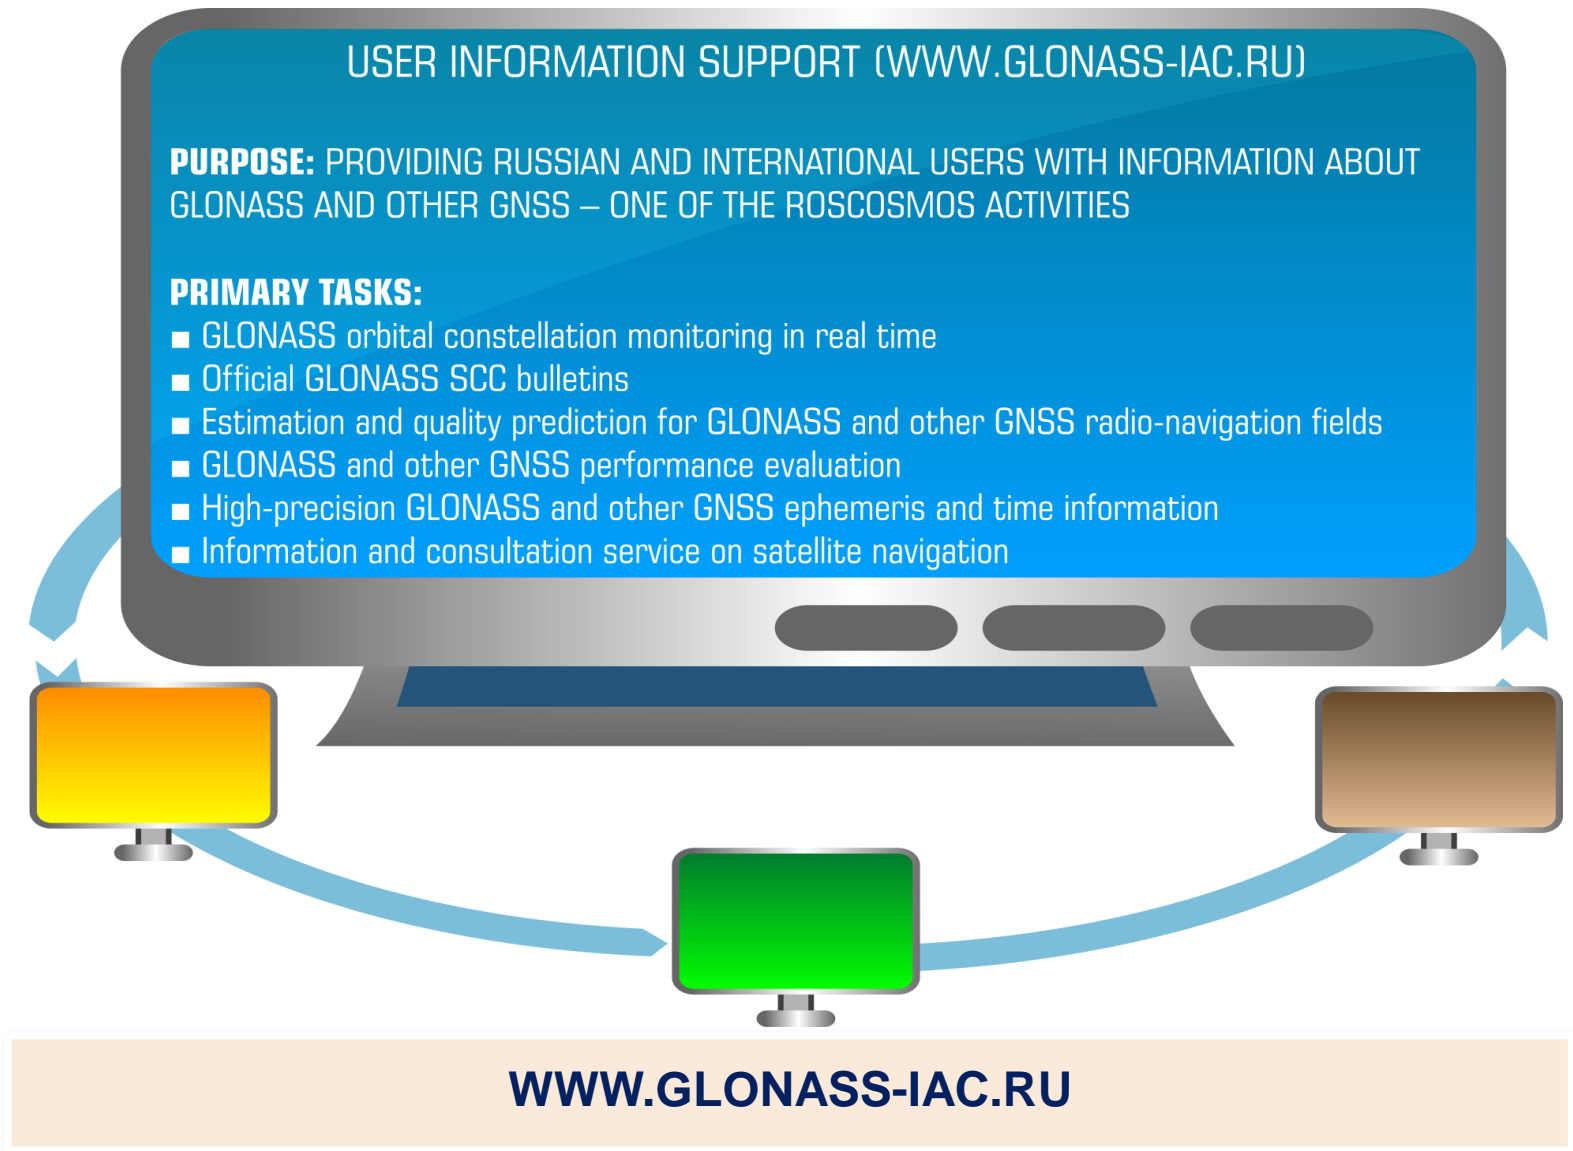 USER INFORMATION SUPPORT (WWW.GLONASS-IAC.RU)
PURPOSE: PROVIDING RUSSIAN AND INTERNATIONAL USERS WITH INFORMATION ABOUT
GLONASS AND OTHER GNSS – ONE OF THE ROSCOSMOS ACTIVITIES
PRIMARY TASKS:
■ GLONASS orbital constellation monitoring in real time
■ Official GLONASS SCC bulletins
■ Estimation and quality prediction for GLONASS and other GNSS radio-navigation fields
■ GLONASS and other GNSS performance evaluation
■ High-precision GLONASS and other GNSS ephemeris and time information
■ Information and consultation service on satellite navigation
WWW.GLONASS-IAC.RU